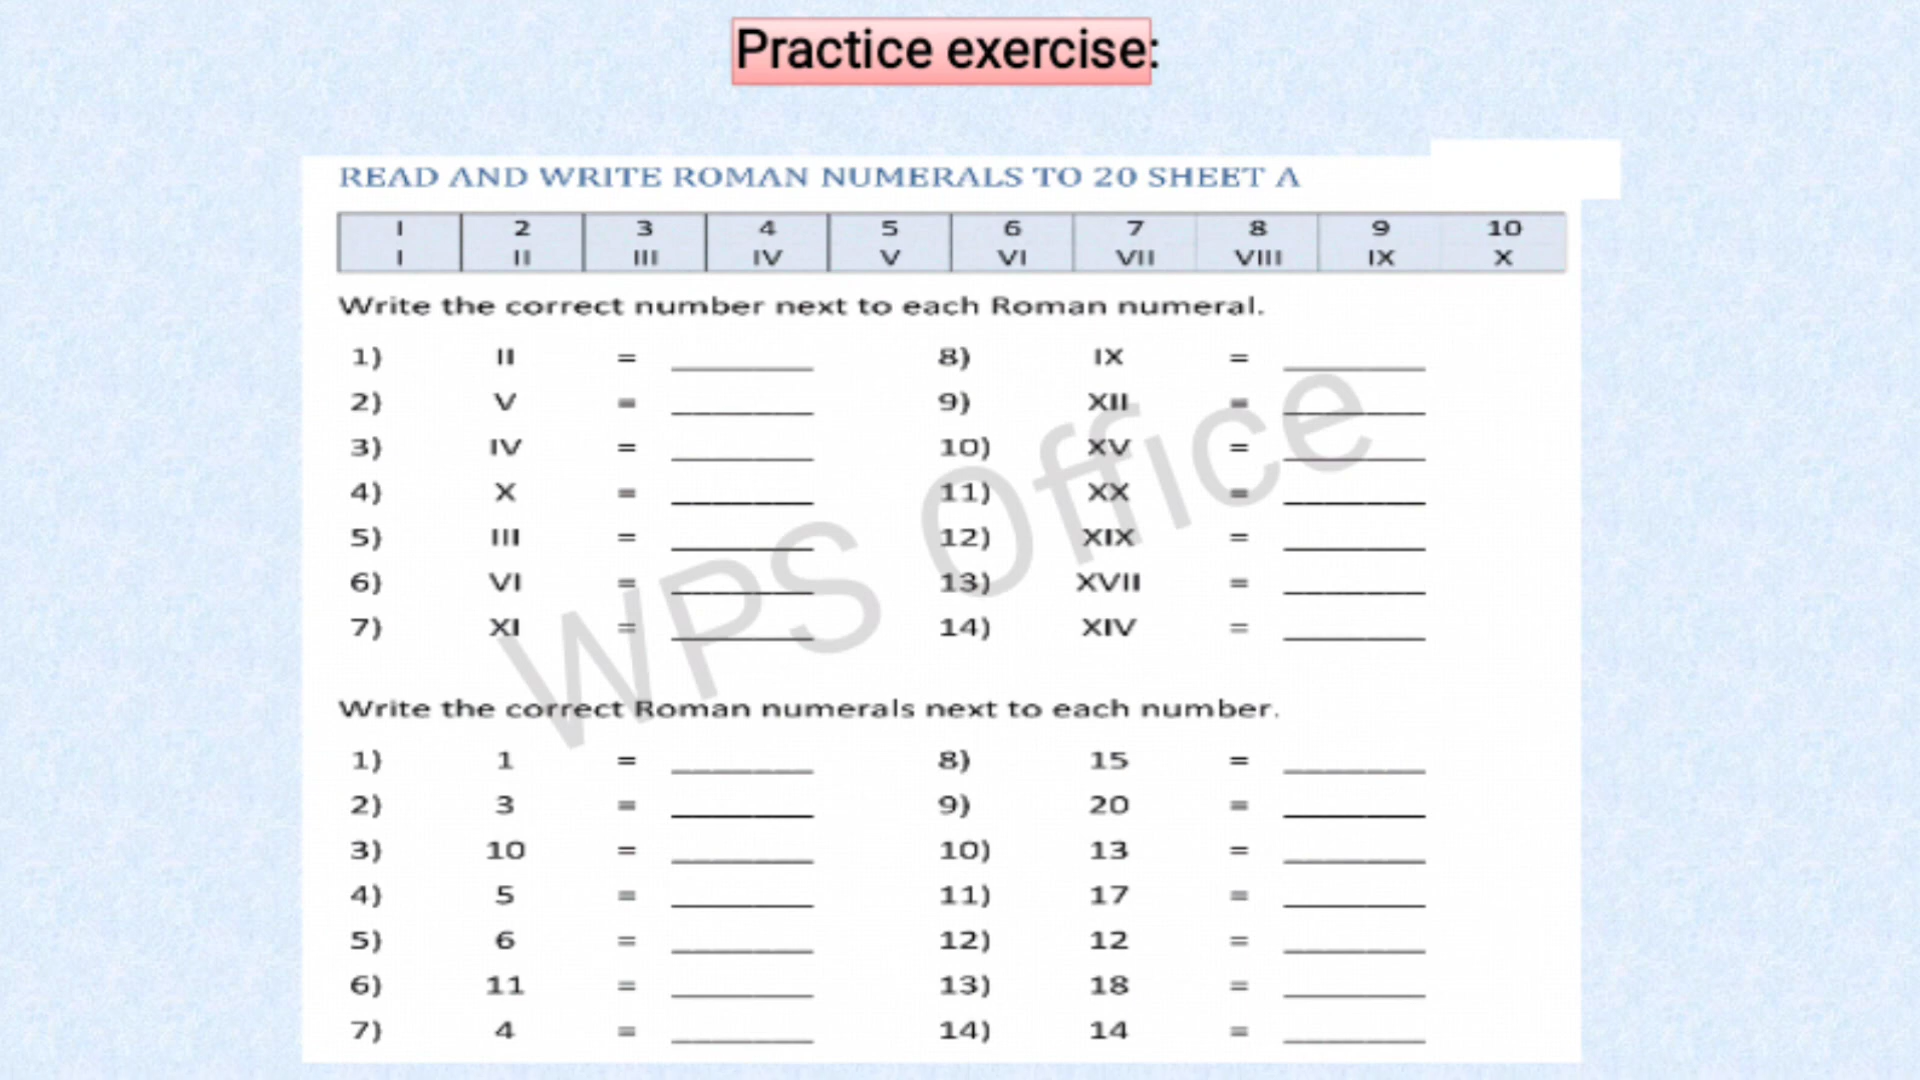 Practice exercise:
READ AND WRITE ROMAN NUMERALS TO 20 SHEET A
1 2 3 4 5 6 7 8 9 10
I II III IV V VI VII VIII IX X
Write the correct number next to each Roman numeral.
1) II = ________ 8) IX = ________
2) V = ________ 9) XII = ________
3) IV = ________ 10) XV = ________
4) X = ________ 11) XX = ________
5) III = ________ 12) XIX = ________
6) VI = ________ 13) XVII = ________
7) XI = ________ 14) XIV = ________
WPS Office
Write the correct Roman numerals next to each number.
1) 1 = ________ 8) 15 = ________
2) 3 = ________ 9) 20 = ________
3) 10 = ________ 10) 13 = ________
4) 5 = ________ 11) 17 = ________
5) 6 = ________ 12) 12 = ________
6) 11 = ________ 13) 18 = ________
7) 4 = ________ 14) 14 = ________